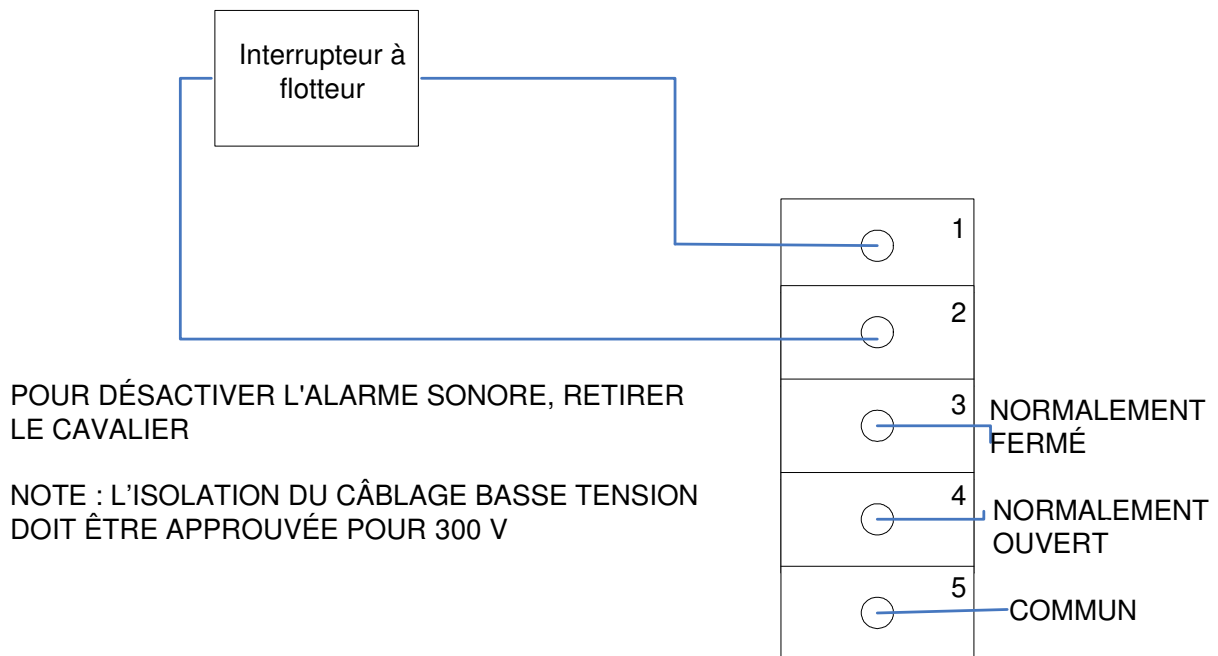 Interrupteur à
flotteur
1
2
POUR DÉSACTIVER L'ALARME SONORE, RETIRER
LE CAVALIER
3
NORMALEMENT
FERMÉ
NOTE : L’ISOLATION DU CÂBLAGE BASSE TENSION
DOIT ÊTRE APPROUVÉE POUR 300 V
4
NORMALEMENT
OUVERT
5
COMMUN